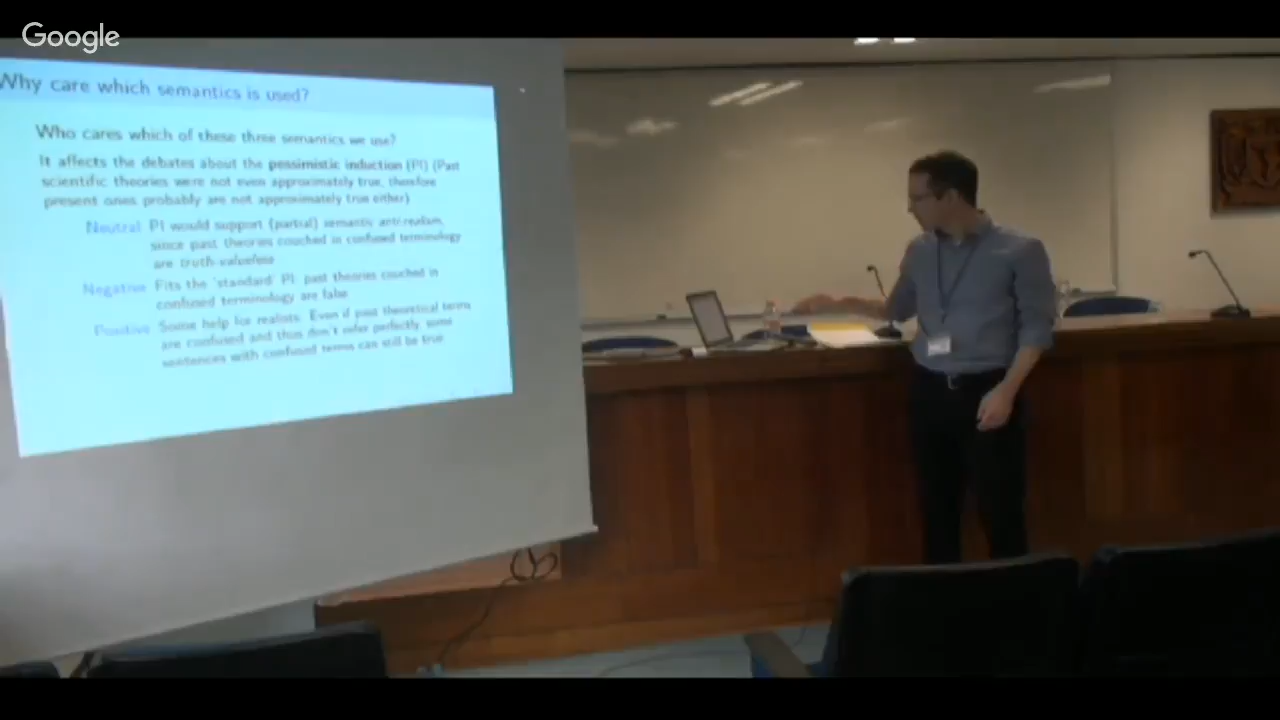 Google
Why care which semantics is used?
Who cares which of these three semantics we use?
It affects the debates about the pessimistic induction (PI) (Past
scientific theories were not even approximately true, therefore
present ones probably are not approximately true either)
Neutral PI would support (partial) semantic anti-realism,
since past theories couched in confused terminology
are truth-valueless
Negative Fits the 'standard' PI: past theories couched in
confused terminology are false
Positive Some help for realists. Even if past theoretical terms
are confused and thus don't refer perfectly, some
sentences with confused terms can still be true